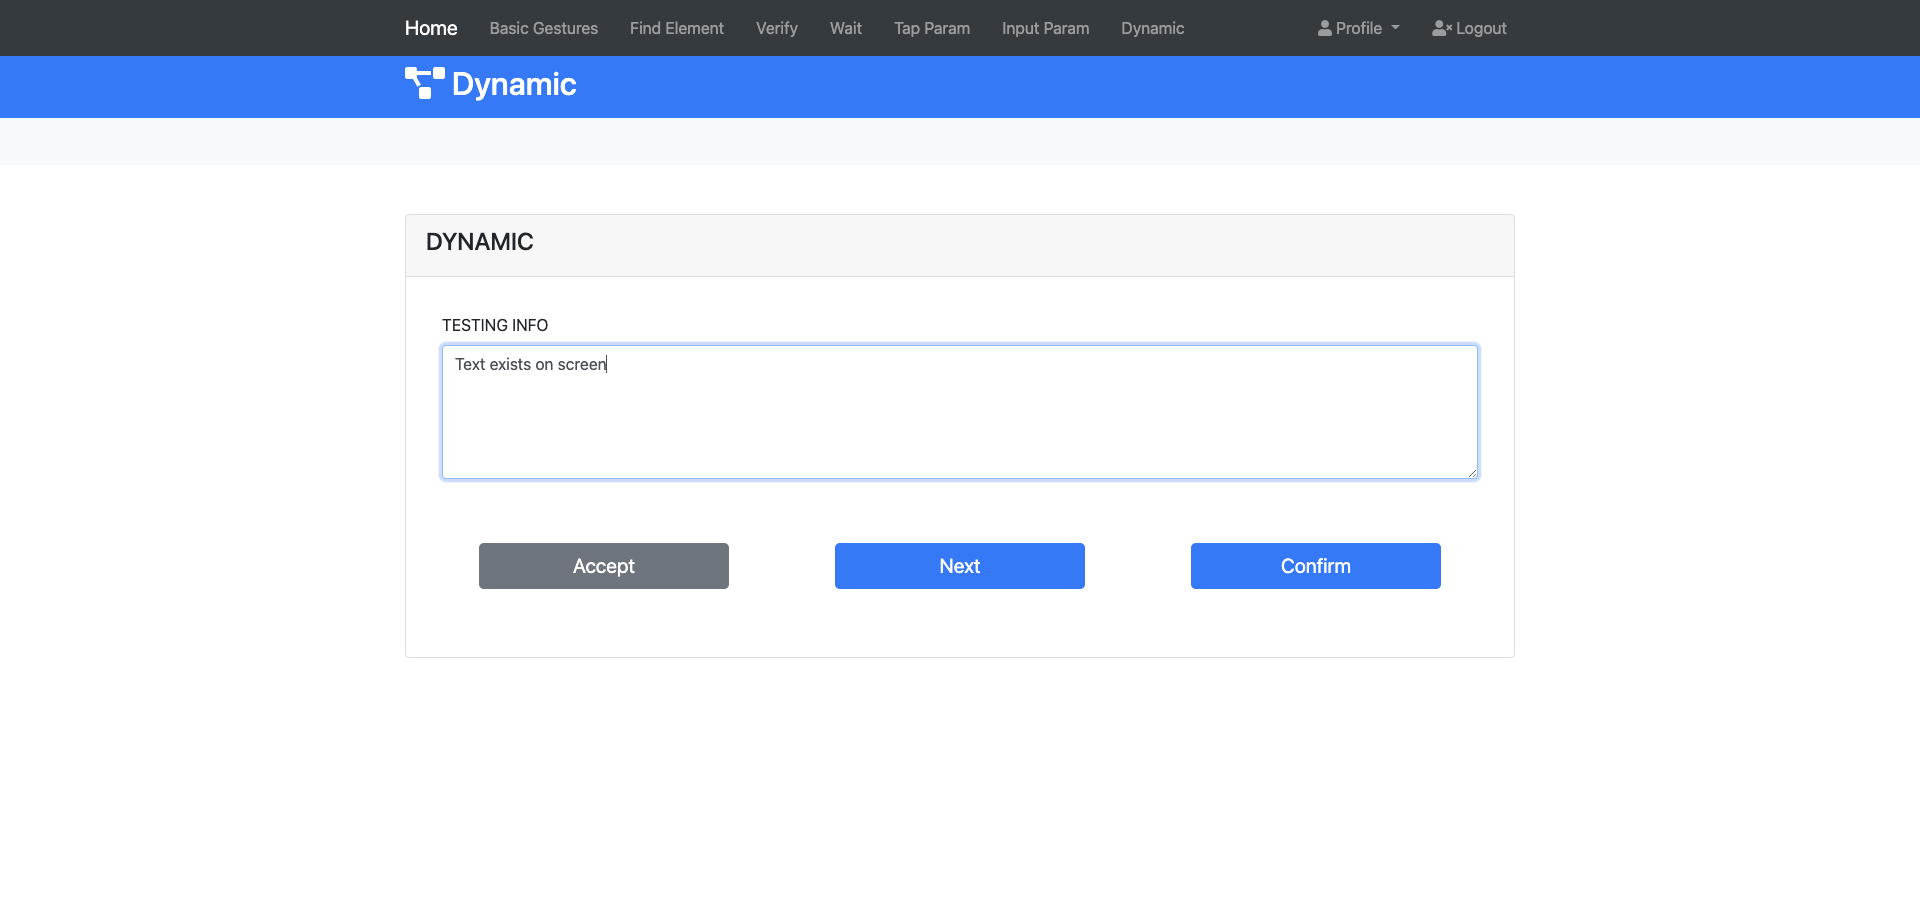 Home Basic Gestures Find Element Verify Wait Tap Param Input Param Dynamic Profile Logout
Dynamic
DYNAMIC
TESTING INFO
Text exists on screen
Accept Next Confirm